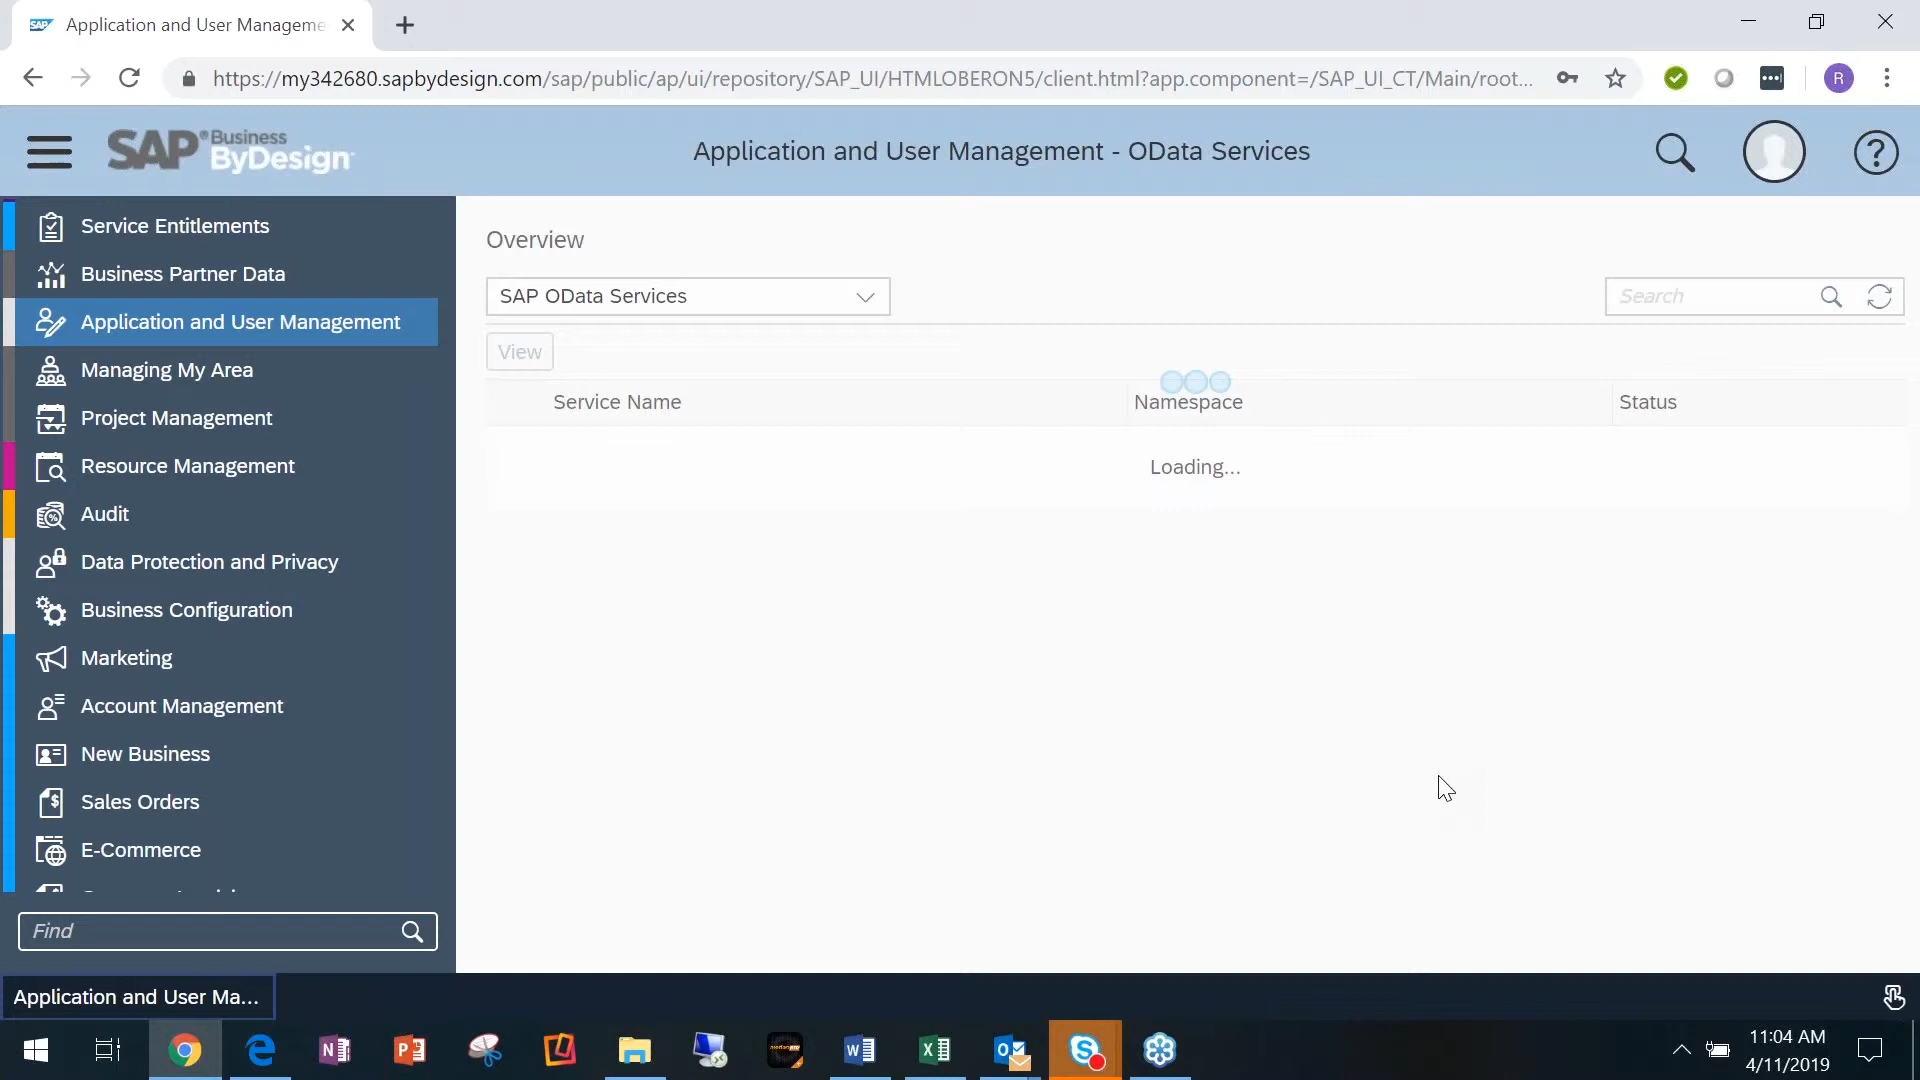 Application and User Manageme
https://my342680.sapbydesign.com/sap/public/ap/ui/repository/SAP_UI/HTMLOBERON5/client.html?app.component=/SAP_UI_CT/Main/root...
R
SAP® Business ByDesign
Application and User Management - OData Services
?
Service Entitlements
Business Partner Data
Application and User Management
Managing My Area
Project Management
Resource Management
Audit
Data Protection and Privacy
Business Configuration
Marketing
Account Management
New Business
Sales Orders
E-Commerce
Find
Overview
SAP OData Services
Search
View
Service Name Namespace Status
Loading...
Application and User Ma...
11:04 AM
4/11/2019